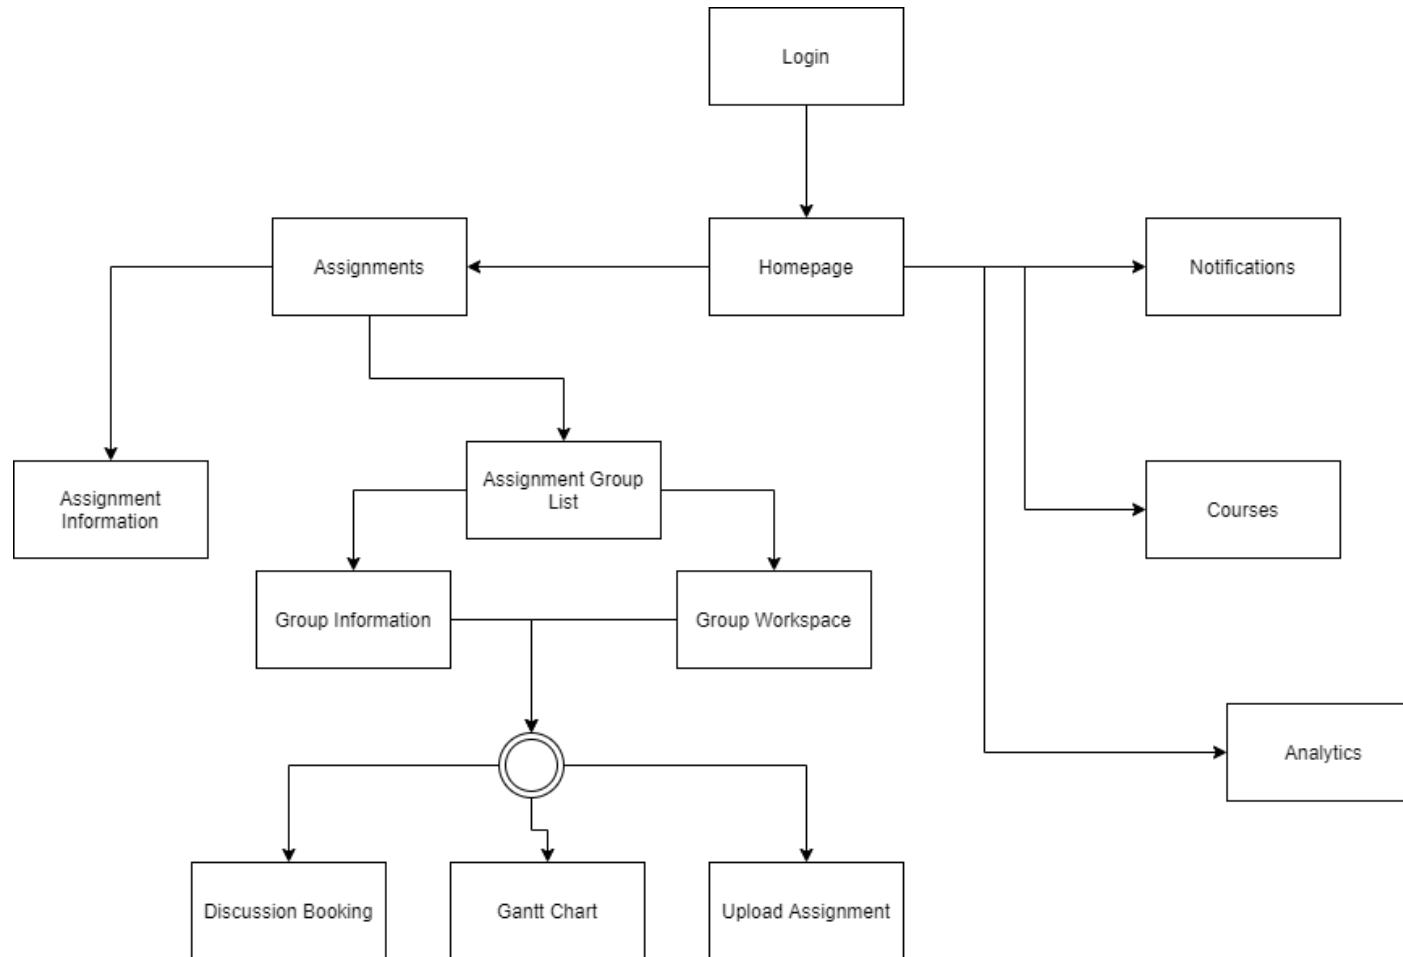 Login
Assignments
Homepage
Notifications
Assignment
Information
Assignment Group
List
Courses
Group Information
Group Workspace
Analytics
Discussion Booking
Gantt Chart
Upload Assignment